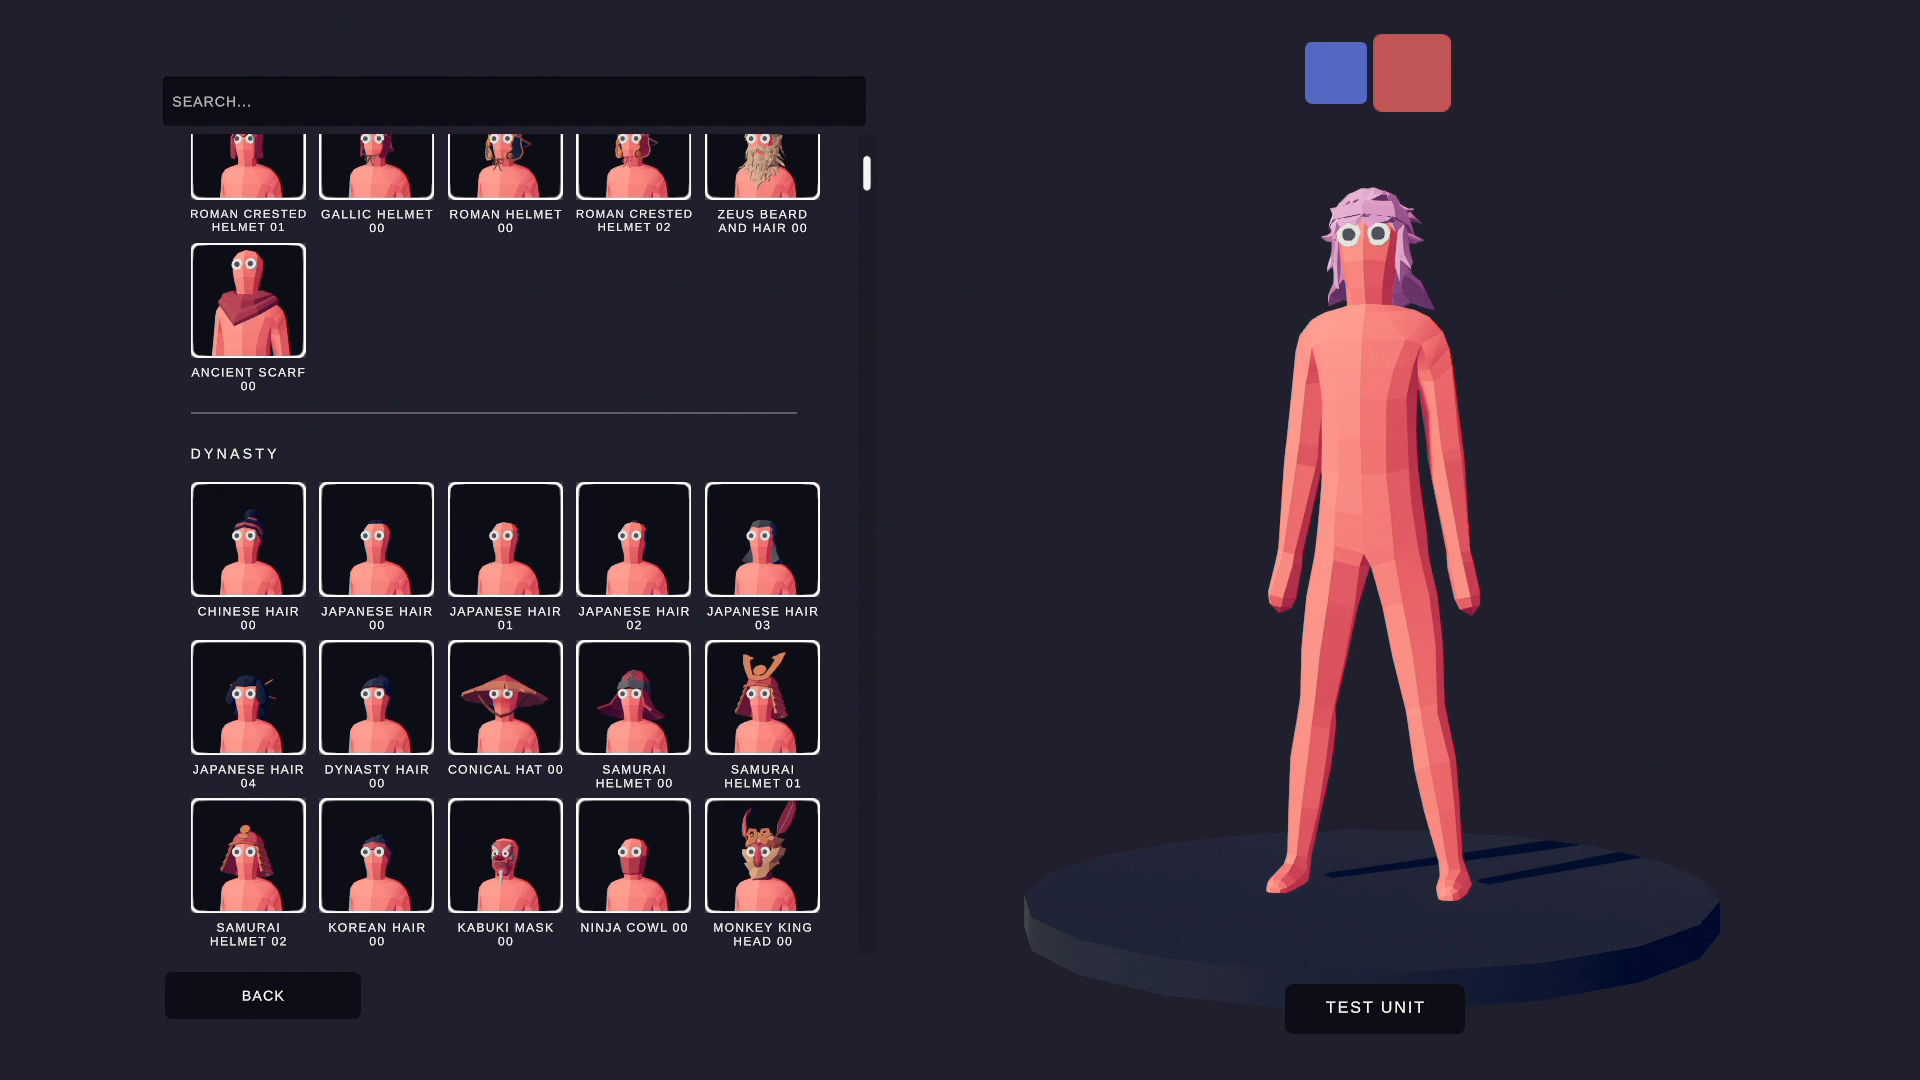 SEARCH...
ROMAN CRESTED HELMET 01
GALLIC HELMET 00
ROMAN HELMET 00
ROMAN CRESTED HELMET 02
ZEUS BEARD AND HAIR 00
ANCIENT SCARF 00
DYNASTY
CHINESE HAIR 00
JAPANESE HAIR 00
JAPANESE HAIR 01
JAPANESE HAIR 02
JAPANESE HAIR 03
JAPANESE HAIR 04
DYNASTY HAIR 00
CONICAL HAT 00
SAMURAI HELMET 00
SAMURAI HELMET 01
SAMURAI HELMET 02
KOREAN HAIR 00
KABUKI MASK 00
NINJA COWL 00
MONKEY KING HEAD 00
BACK
TEST UNIT